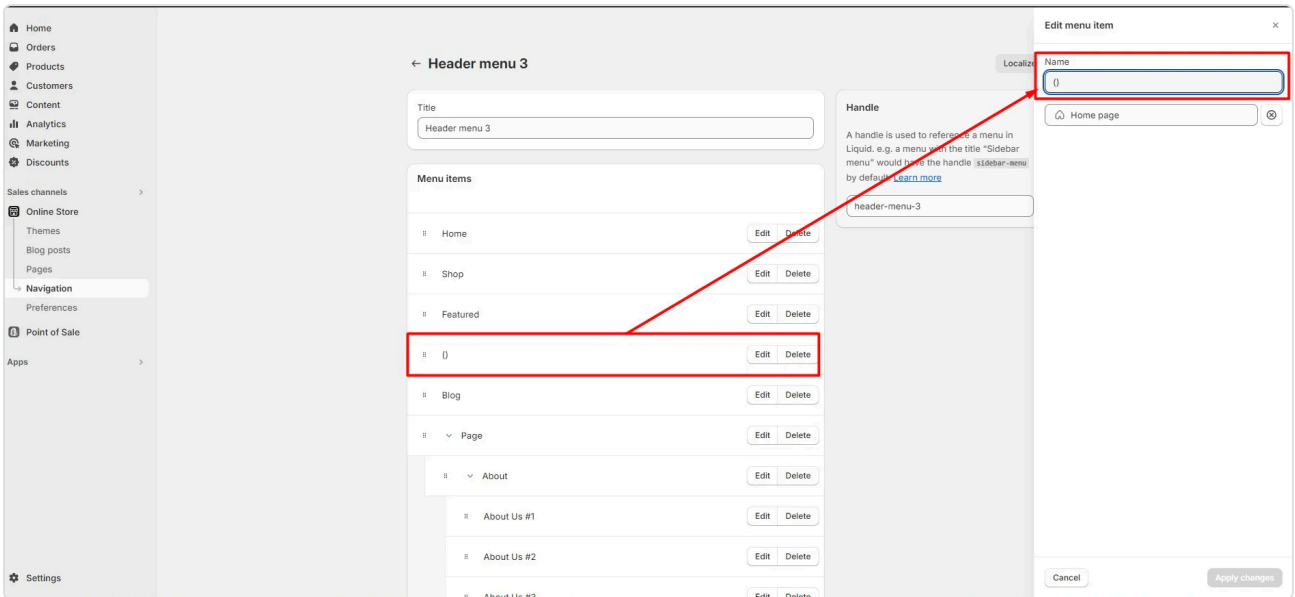 Home
Orders
Products
Customers
Content
Analytics
Marketing
Discounts
Sales channels
Online Store
Themes
Blog posts
Pages
Navigation
Preferences
Point of Sale
Apps
Settings
Header menu 3
Localize
Title
Header menu 3
Menu items
Home Edit Delete
Shop Edit Delete
Featured Edit Delete
() Edit Delete
Blog Edit Delete
Page Edit Delete
About Edit Delete
About Us #1 Edit Delete
About Us #2 Edit Delete
About Us #3 Edit Delete
Handle
A handle is used to reference a menu in
Liquid. e.g. a menu with the title “Sidebar
menu” would have the handle sidebar-menu
by default. Learn more
header-menu-3
Edit menu item
Name
()
Home page
Cancel
Apply changes